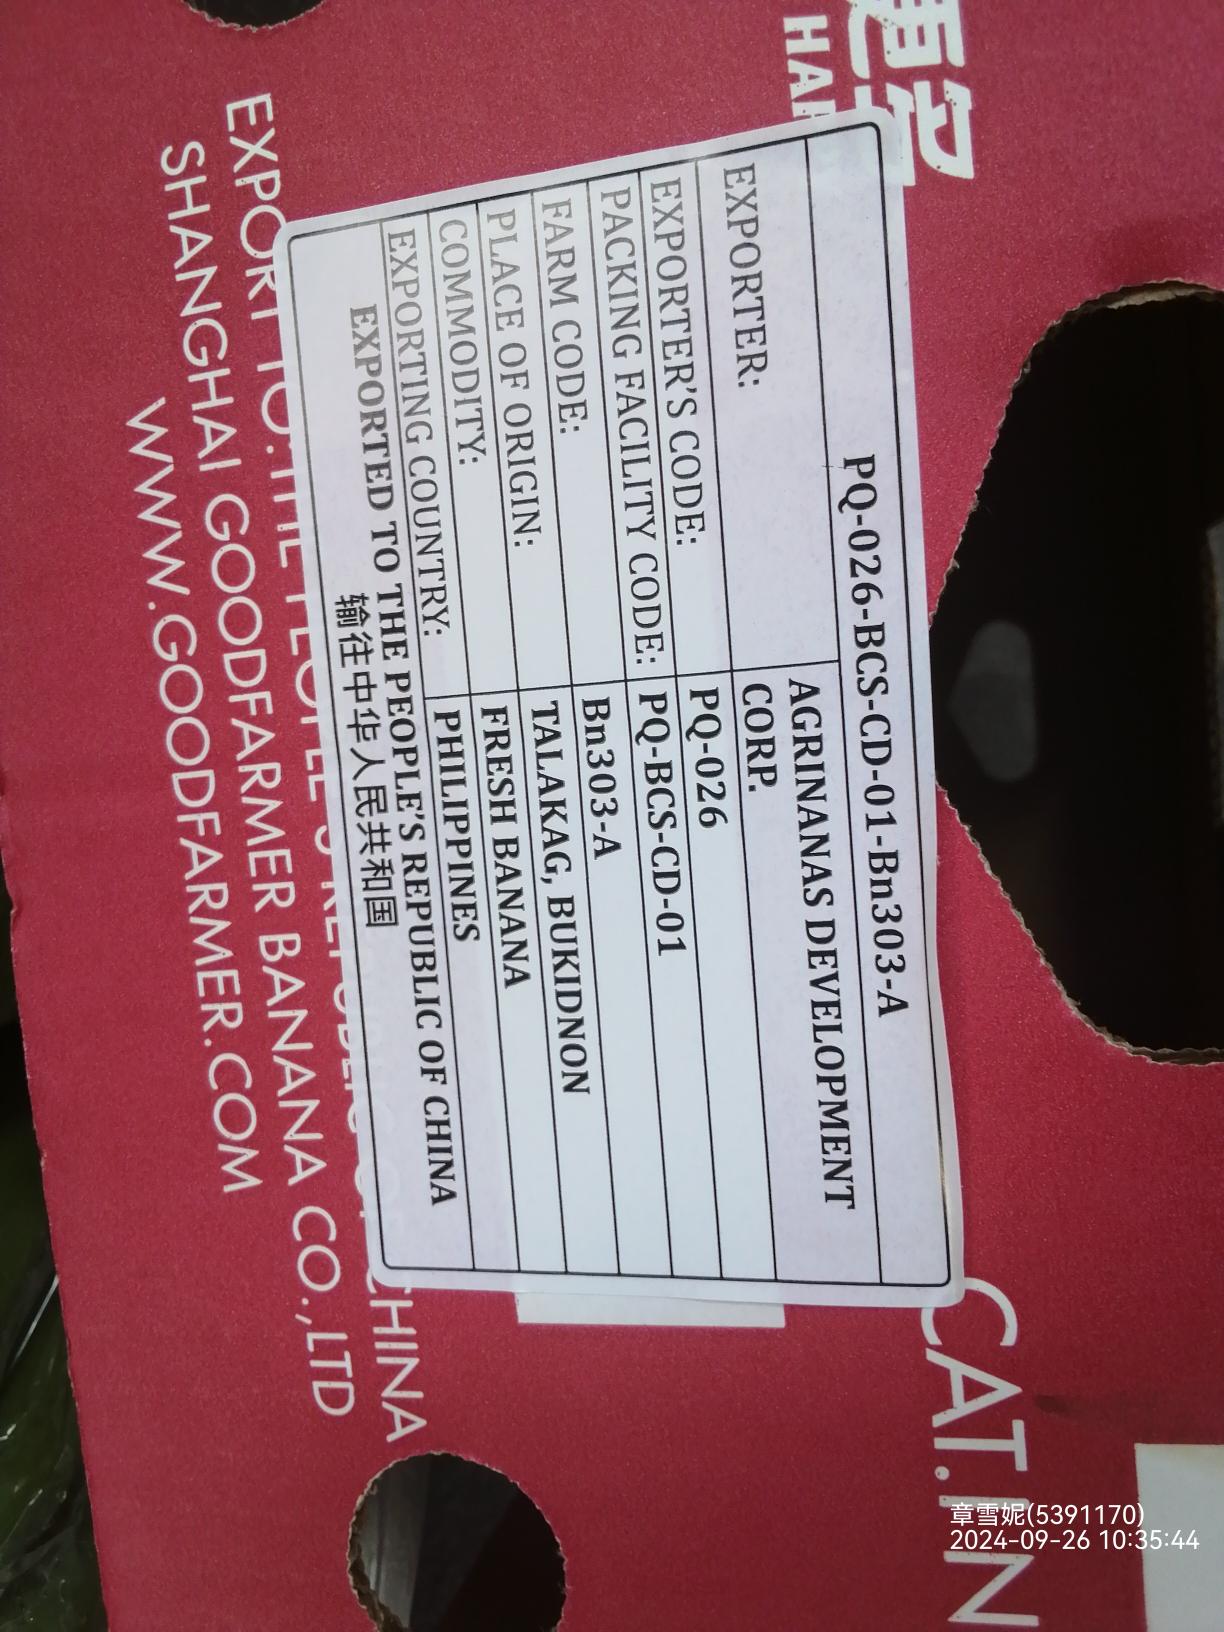 HAP
PQ-026-BCS-CD-01-Bn303-A
EXPORTER: AGRINANAS DEVELOPMENT
CORP.
EXPORTER'S CODE: PQ-026
PACKING FACILITY CODE: PQ-BCS-CD-01
FARM CODE: Bn303-A
PLACE OF ORIGIN: TALAKAG, BUKIDNON
COMMODITY: FRESH BANANA
EXPORTING COUNTRY: PHILIPPINES
EXPORTED TO THE PEOPLE'S REPUBLIC OF CHINA
输往中华人民共和国
CAT.IN
EXPORT TO:THE PEOPLE'S REPUBLIC OF CHINA
SHANGHAI GOODFARMER BANANA CO.,LTD
WWW.GOODFARMER.COM
章雪妮(5391170)
2024-09-26 10:35:44